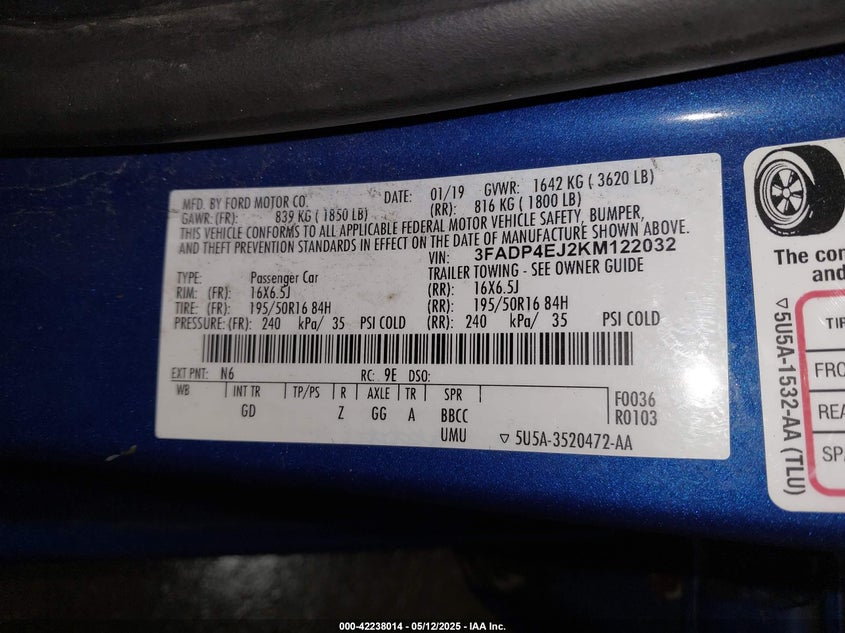 MFD. BY FORD MOTOR CO. DATE: 01/19 GVWR: 1642 KG ( 3620 LB)
GAWR: (FR): 839 KG ( 1850 LB) (RR): 816 KG ( 1800 LB)
THIS VEHICLE CONFORMS TO ALL APPLICABLE FEDERAL MOTOR VEHICLE SAFETY, BUMPER,
AND THEFT PREVENTION STANDARDS IN EFFECT ON THE DATE OF MANUFACTURE SHOWN ABOVE.
VIN: 3FADP4EJ2KM122032
TYPE: Passenger Car TRAILER TOWING - SEE OWNER GUIDE
RIM: (FR): 16X6.5J (RR): 16X6.5J
TIRE: (FR): 195/50R16 84H (RR): 195/50R16 84H
PRESSURE: (FR): 240 kPa/ 35 PSI COLD (RR): 240 kPa/ 35 PSI COLD
EXT PNT: N6 RC: 9E DSO:
WB INT TR TP/PS R AXLE TR SPR F0036
GD Z GG A BBCC R0103
UMU ▽ 5U5A-3520472-AA
The con
and
▽5U5A-1532-AA (TLU)
TIR
FRO
REA
SPA
000-42238014 - 05/12/2025 - IAA Inc.